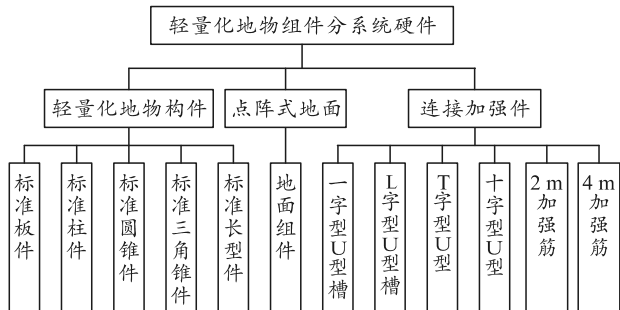 轻量化地物组件分系统硬件
轻量化地物构件
点阵式地面
连接加强件
标准板件
标准柱件
标准圆锥件
标准三角锥件
标准长型件
地面组件
一字型U型槽
L字型U型槽
T字型U型
十字型U型
2 m加强筋
4 m加强筋